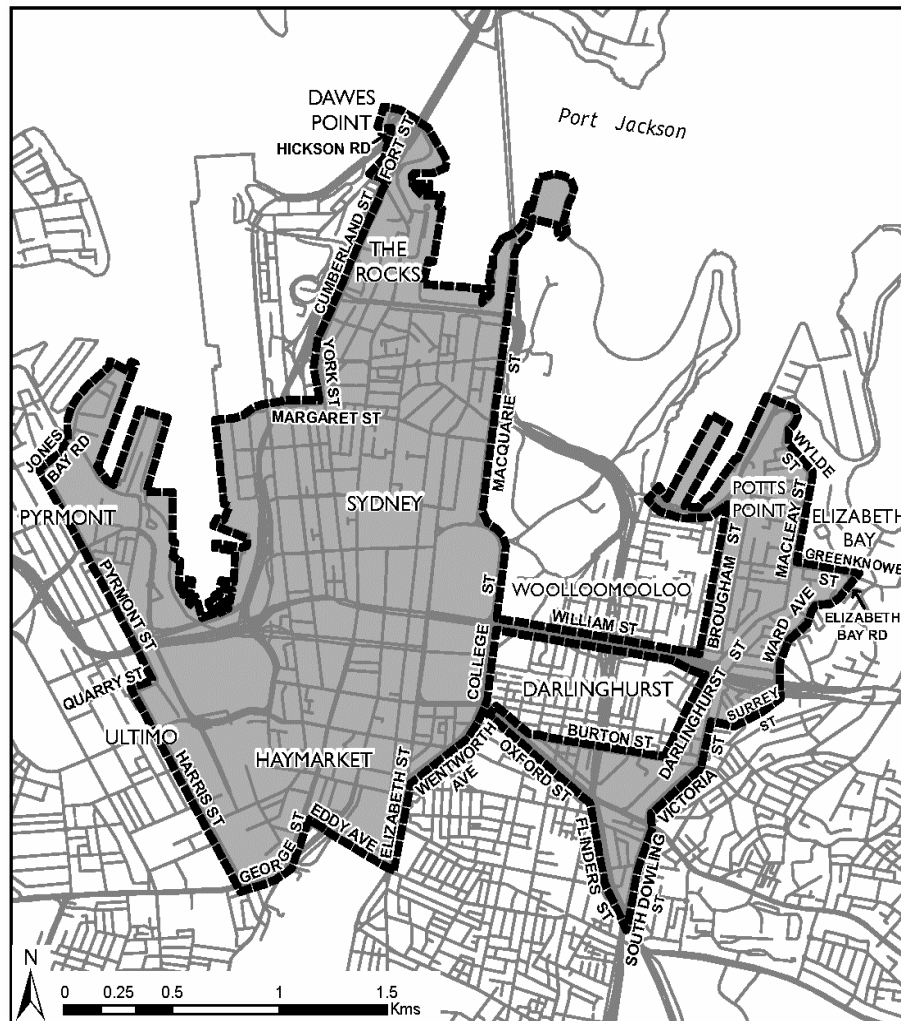 DAWES
POINT
Port Jackson
HICKSON RD
FORT ST
CUMBERLAND ST
THE
ROCKS
YORK ST
MARGARET ST
MACQUARIE ST
JONES
BAY RD
WYLDE
ST
PYRMONT
SYDNEY
POTTS
POINT
MACLEAY ST
ELIZABETH
BAY
GREENKNOWE
ST
PYRMONT ST
WOOLLOOMOOLOO
BROUGHAM ST
WARD AVE
ELIZABETH
BAY RD
WILLIAM ST
COLLEGE ST
QUARRY ST
DARLINGHURST
DARLINGHURST ST
SURREY
ST
ULTIMO
HARRIS ST
HAYMARKET
BURTON ST
VICTORIA ST
ELIZABETH ST
WENTWORTH
AVE
OXFORD ST
GEORGE ST
EDDY AVE
FLINDERS ST
SOUTH DOWLING
ST
N
0 0.25 0.5 1 1.5
Kms